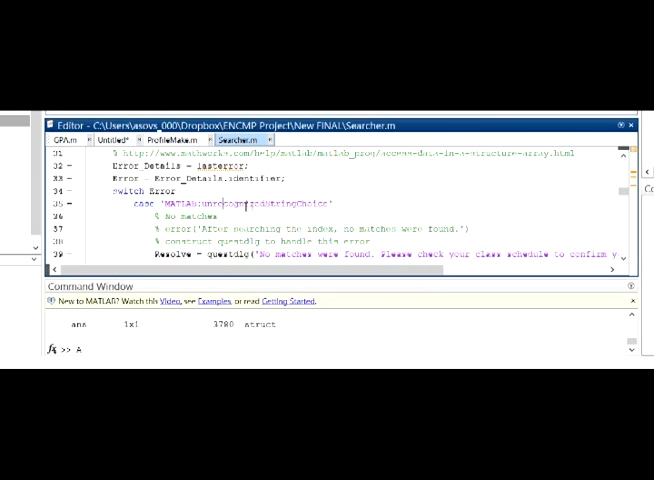 Editor - C:\Users\asovs_000\Dropbox\ENCMP Project\New FINAL\Searcher.m
GPA.m Untitled* ProfileMake.m Searcher.m
31 % http://www.mathworks.com/help/matlab/matlab_prog/access-data-in-a-structure-array.html
32 - Error_Details = lasterror;
33 - Error = Error_Details.identifier;
34 - switch Error
35 - case 'MATLAB:unrecognizedStringChoice'
36 % No matches
37 % error('After searching the index, no matches were found.')
38 % construct questdlg to handle this error
39 Resolve = questdlg('No matches were found. Please check your class schedule to confirm y
Command Window
New to MATLAB? Watch this Video, see Examples, or read Getting Started.
ans 1x1 3780 struct
fx >> A